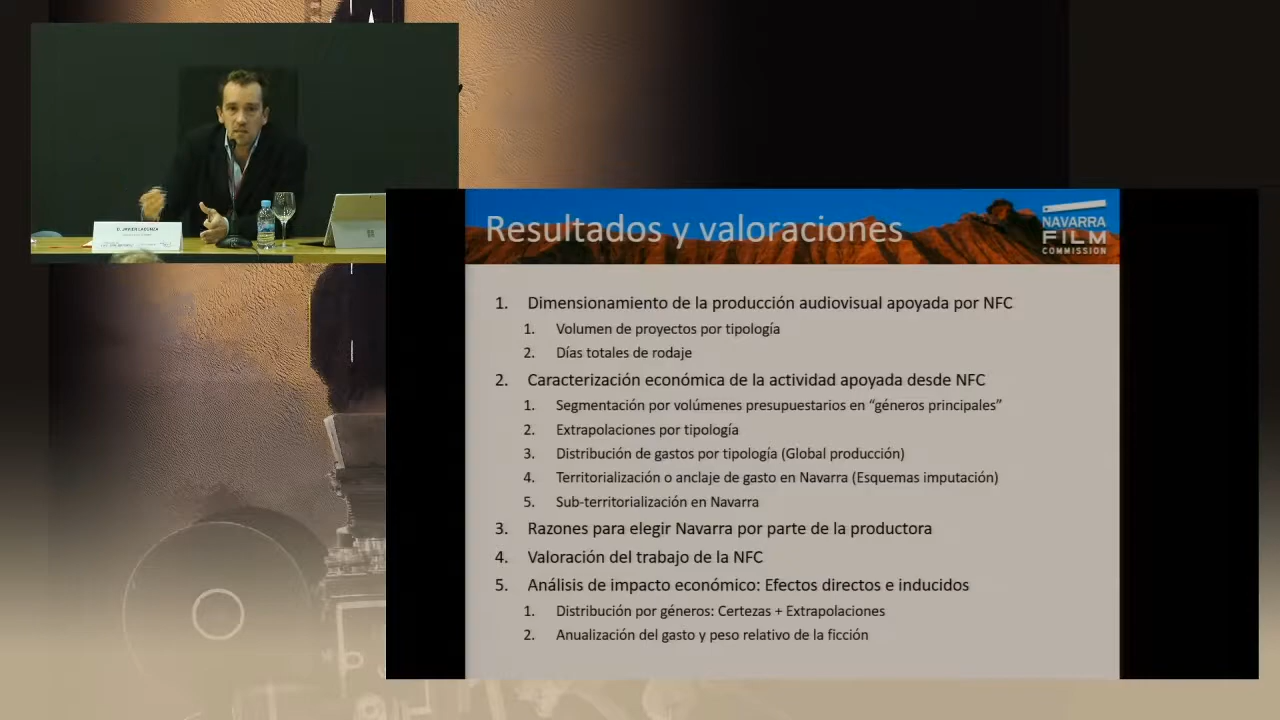 D. JAVIER LACUNZA
Resultados y valoraciones
NAVARRA
FILM
COMMISSION
1. Dimensionamiento de la producción audiovisual apoyada por NFC
1. Volumen de proyectos por tipología
2. Días totales de rodaje
2. Caracterización económica de la actividad apoyada desde NFC
1. Segmentación por volúmenes presupuestarios en “géneros principales”
2. Extrapolaciones por tipología
3. Distribución de gastos por tipología (Global producción)
4. Territorialización o anclaje de gasto en Navarra (Esquemas imputación)
5. Sub-territorialización en Navarra
3. Razones para elegir Navarra por parte de la productora
4. Valoración del trabajo de la NFC
5. Análisis de impacto económico: Efectos directos e inducidos
1. Distribución por géneros: Certezas + Extrapolaciones
2. Anualización del gasto y peso relativo de la ficción